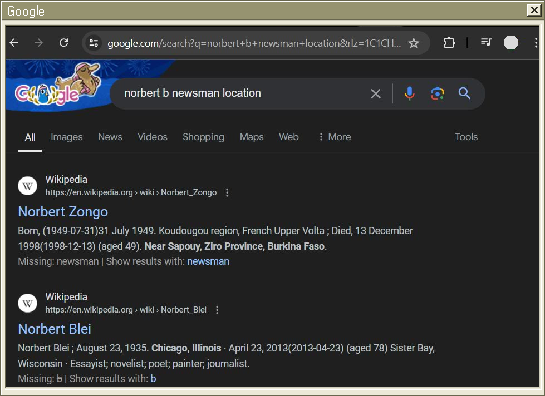 Google
google.com/search?q=norbert+b+newsman+location&rlz=1C1CH...
Google
norbert b newsman location
All Images News Videos Shopping Maps Web More Tools
Wikipedia
https://en.wikipedia.org › wiki › Norbert_Zongo
Norbert Zongo
Born, (1949-07-31)31 July 1949. Koudougou region, French Upper Volta ; Died, 13 December
1998(1998-12-13) (aged 49). Near Sapouy, Ziro Province, Burkina Faso.
Missing: newsman | Show results with: newsman
Wikipedia
https://en.wikipedia.org › wiki › Norbert_Blei
Norbert Blei
Norbert Blei ; August 23, 1935. Chicago, Illinois · April 23, 2013(2013-04-23) (aged 78) Sister Bay,
Wisconsin · Essayist; novelist; poet; painter; journalist.
Missing: b | Show results with: b